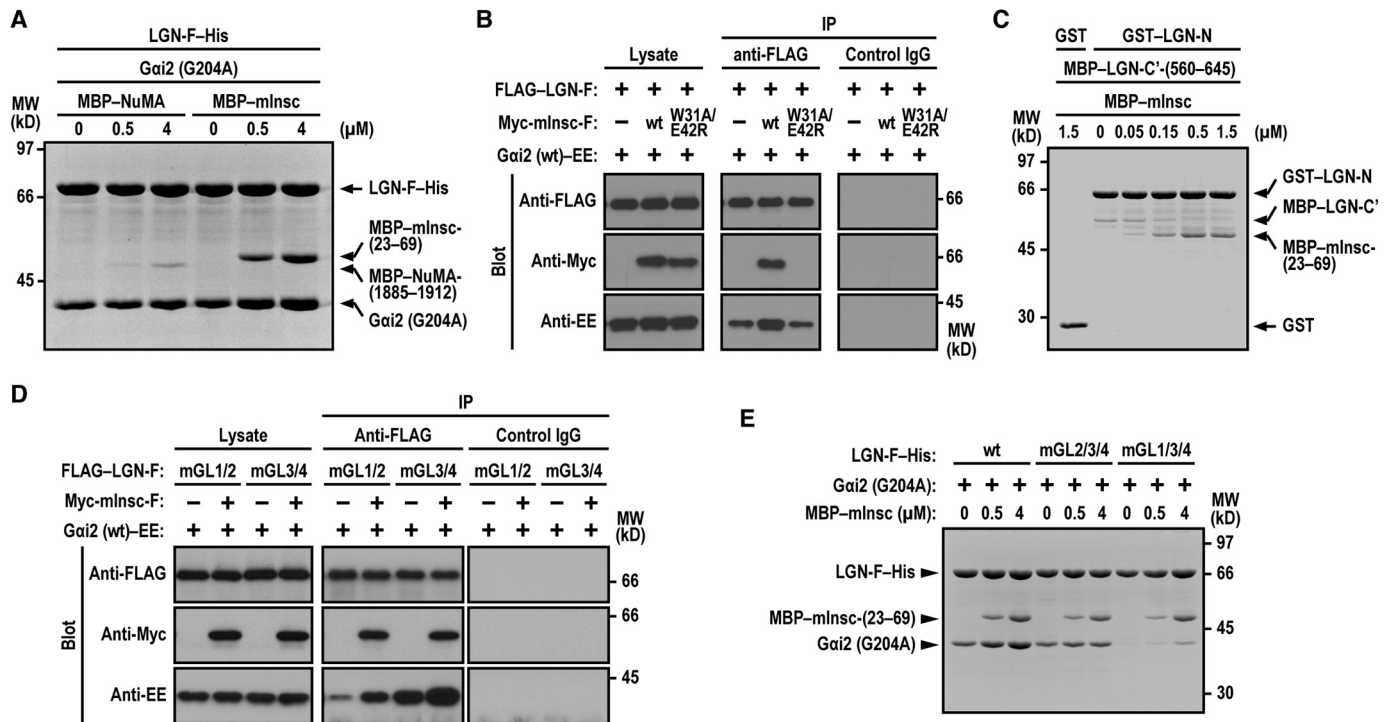 A
LGN-F–His
Gαi2 (G204A)
MBP–NuMA MBP–mInsc
MW (kD)
0 0.5 4 0 0.5 4 (μM)
97
66
45
LGN-F–His
MBP–mInsc-
(23–69)
MBP–NuMA-
(1885–1912)
Gαi2 (G204A)
B
IP
Lysate anti-FLAG Control IgG
FLAG–LGN-F: + + + + + + + + +
Myc-mInsc-F: – wt W31A/E42R – wt W31A/E42R – wt W31A/E42R
Gαi2 (wt)–EE: + + + + + + + + +
Blot
Anti-FLAG
66
Anti-Myc
66
Anti-EE
45
MW
(kD)
C
GST GST–LGN-N
MBP–LGN-C'-(560–645)
MBP–mInsc
MW
(kD)
1.5 0 0.05 0.15 0.5 1.5 (μM)
97
66
45
30
GST–LGN-N
MBP–LGN-C'
MBP–mInsc-
(23–69)
GST
D
IP
Lysate Anti-FLAG Control IgG
FLAG–LGN-F: mGL1/2 mGL3/4 mGL1/2 mGL3/4 mGL1/2 mGL3/4
Myc-mInsc-F: – + – + – + – + – + – +
Gαi2 (wt)–EE: + + + + + + + + + + + +
MW
(kD)
Blot
Anti-FLAG
66
Anti-Myc
66
Anti-EE
45
E
LGN-F–His: wt mGL2/3/4 mGL1/3/4
Gαi2 (G204A): + + + + + + + + +
MBP–mInsc (μM): 0 0.5 4 0 0.5 4 0 0.5 4
MW
(kD)
97
LGN-F–His
66
MBP–mInsc-(23–69)
45
Gαi2 (G204A)
30